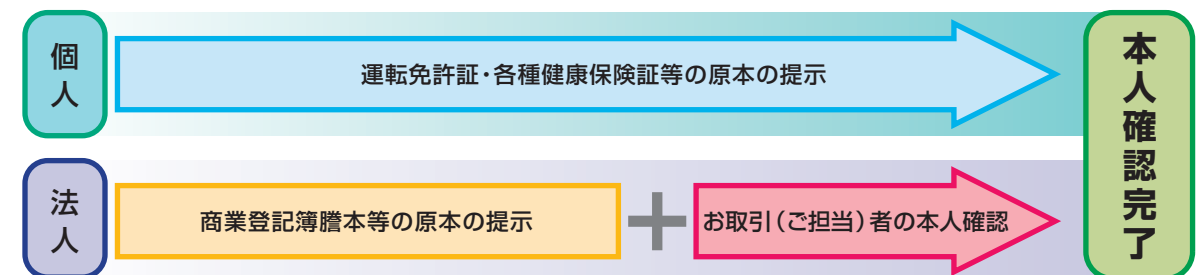 個人
運転免許証・各種健康保険証等の原本の提示
法人
商業登記簿謄本等の原本の提示
＋
お取引(ご担当)者の本人確認
本人確認完了